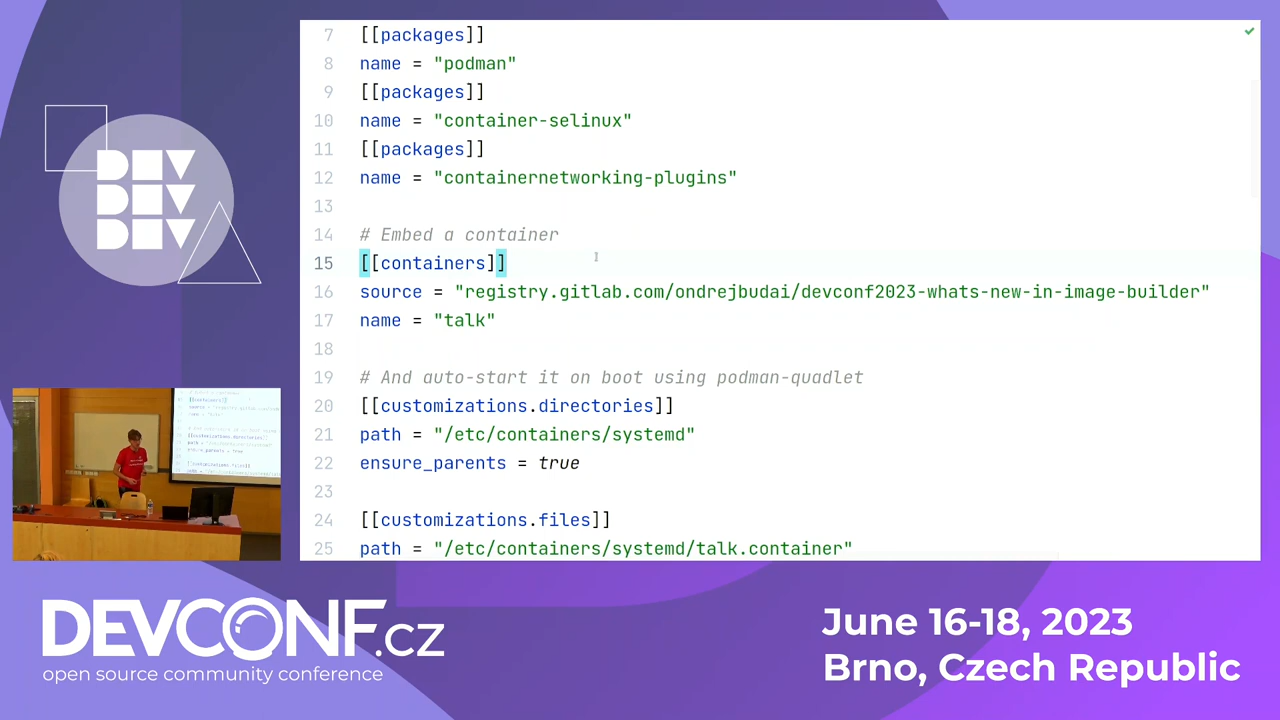 DEV
DEV
DEV
7 [[packages]]
8 name = "podman"
9 [[packages]]
10 name = "container-selinux"
11 [[packages]]
12 name = "containernetworking-plugins"
13
14 # Embed a container
15 [[containers]]
16 source = "registry.gitlab.com/ondrejbudai/devconf2023-whats-new-in-image-builder"
17 name = "talk"
18
19 # And auto-start it on boot using podman-quadlet
20 [[customizations.directories]]
21 path = "/etc/containers/systemd"
22 ensure_parents = true
23
24 [[customizations.files]]
25 path = "/etc/containers/systemd/talk.container"
DEVCONF.cz
open source community conference
June 16-18, 2023
Brno, Czech Republic